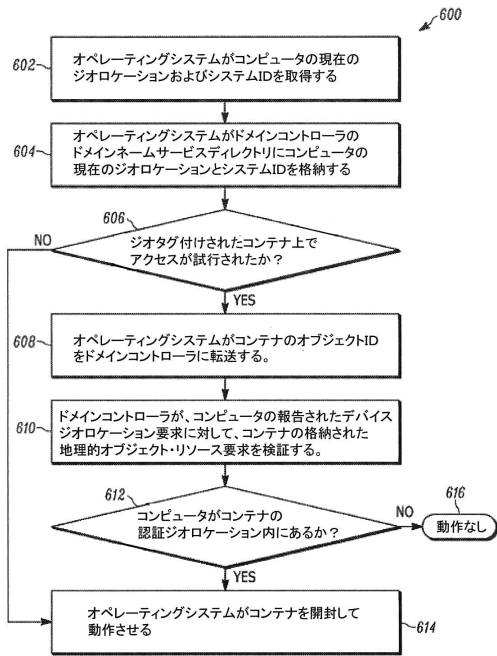 600
602
オペレーティングシステムがコンピュータの現在の
ジオロケーションおよびシステムIDを取得する
604
オペレーティングシステムがドメインコントローラの
ドメインネームサービスディレクトリにコンピュータの
現在のジオロケーションとシステムIDを格納する
606
NO
ジオタグ付けされたコンテナ上で
アクセスが試行されたか?
YES
608
オペレーティングシステムがコンテナのオブジェクトID
をドメインコントローラに転送する。
610
ドメインコントローラが、コンピュータの報告されたデバイス
ジオロケーション要求に対して、コンテナの格納された
地理的オブジェクト・リソース要求を検証する。
612
コンピュータがコンテナの
認証ジオロケーション内にあるか?
NO
616
動作なし
YES
オペレーティングシステムがコンテナを開封して
動作させる
614